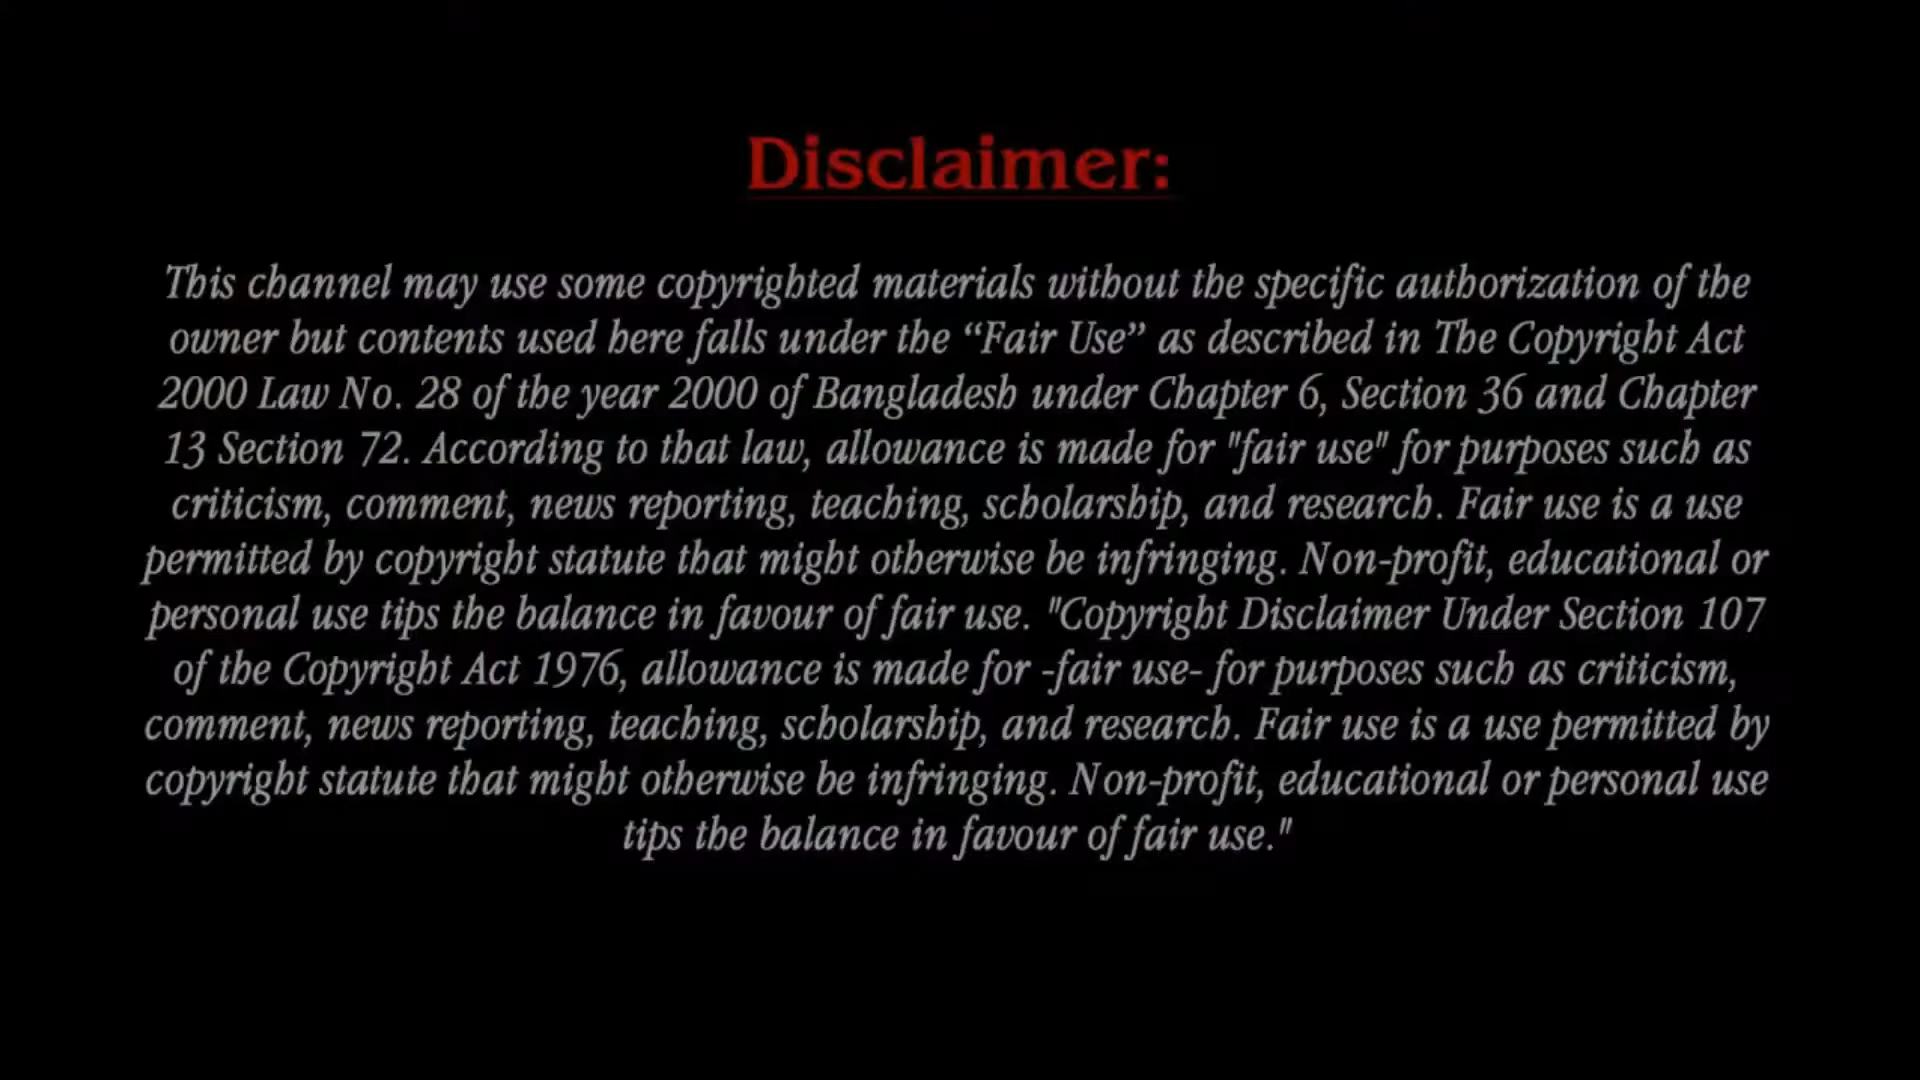 Disclaimer:
This channel may use some copyrighted materials without the specific authorization of the
owner but contents used here falls under the “Fair Use” as described in The Copyright Act
2000 Law No. 28 of the year 2000 of Bangladesh under Chapter 6, Section 36 and Chapter
13 Section 72. According to that law, allowance is made for "fair use" for purposes such as
criticism, comment, news reporting, teaching, scholarship, and research. Fair use is a use
permitted by copyright statute that might otherwise be infringing. Non-profit, educational or
personal use tips the balance in favour of fair use. "Copyright Disclaimer Under Section 107
of the Copyright Act 1976, allowance is made for -fair use- for purposes such as criticism,
comment, news reporting, teaching, scholarship, and research. Fair use is a use permitted by
copyright statute that might otherwise be infringing. Non-profit, educational or personal use
tips the balance in favour of fair use."